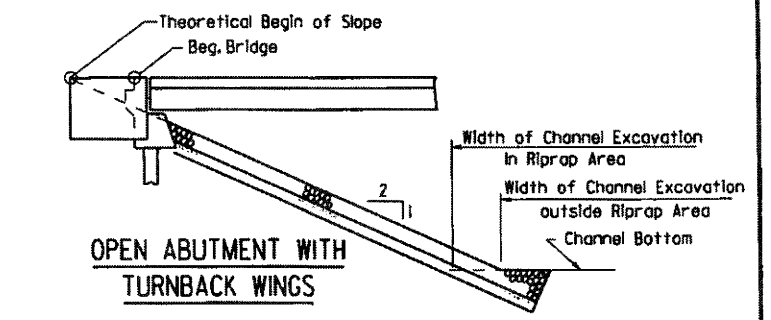 Theoretical Begin of Slope
Beg. Bridge
Width of Channel Excavation
In Riprap Area
Width of Channel Excavation
outside Riprap Area
Channel Bottom
2
1
OPEN ABUTMENT WITH
TURNBACK WINGS